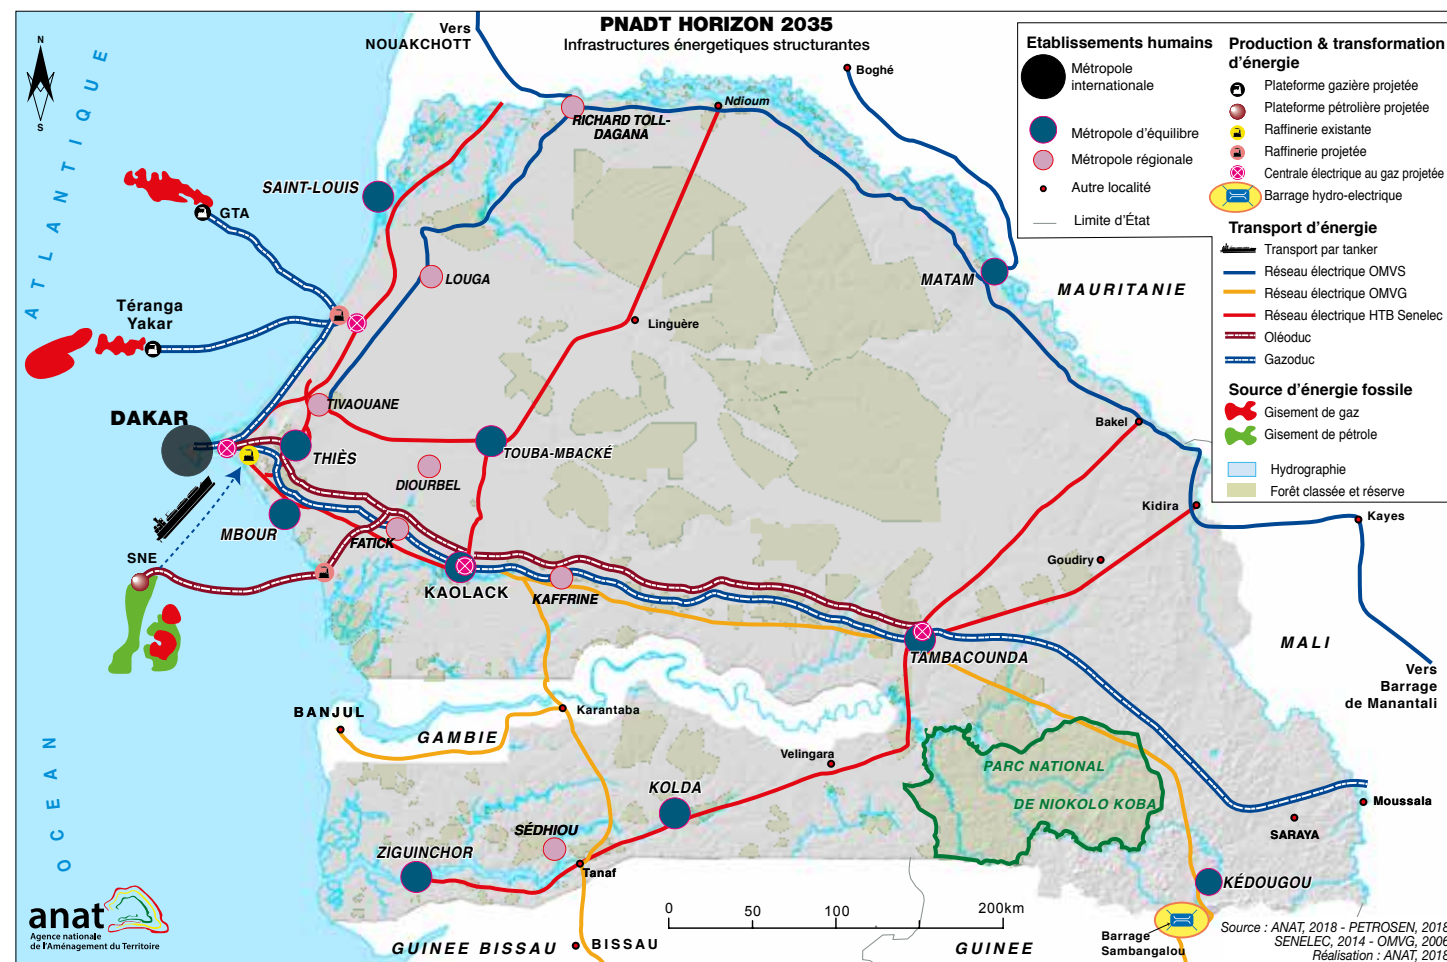 PNADT HORIZON 2035
Infrastructures énergetiques structurantes
Vers
NOUAKCHOTT
N
S
ATLANTIQUE
OCEAN
Boghé
Ndioum
RICHARD TOLL-
DAGANA
SAINT-LOUIS
GTA
LOUGA
MATAM
MAURITANIE
Téranga
Yakar
Linguère
TIVAOUANE
DAKAR
THIÈS
TOUBA-MBACKÉ
DIOURBEL
Bakel
MBOUR
FATICK
SNE
KAOLACK
KAFFRINE
Kidira
Kayes
Goudiry
TAMBACOUNDA
MALI
Vers
Barrage
de Manantali
BANJUL
GAMBIE
Karantaba
Velingara
PARC NATIONAL
DE NIOKOLO KOBA
KOLDA
SÉDHIOU
ZIGUINCHOR
Tanaf
Moussala
SARAYA
KÉDOUGOU
GUINEE BISSAU
BISSAU
GUINEE
Barrage
Sambangalou
0
50
100
200km
anat
Agence nationale
de l'Aménagement du Territoire
Etablissements humains
Métropole
internationale
Métropole d'équilibre
Métropole régionale
Autre localité
Limite d'État
Production & transformation
d'énergie
Plateforme gazière projetée
Plateforme pétrolière projetée
Raffinerie existante
Raffinerie projetée
Centrale électrique au gaz projetée
Barrage hydro-electrique
Transport d'énergie
Transport par tanker
Réseau électrique OMVS
Réseau électrique OMVG
Réseau électrique HTB Senelec
Oléoduc
Gazoduc
Source d'énergie fossile
Gisement de gaz
Gisement de pétrole
Hydrographie
Forêt classée et réserve
Source : ANAT, 2018 - PETROSEN, 2018
SENELEC, 2014 - OMVG, 2006
Réalisation : ANAT, 2018